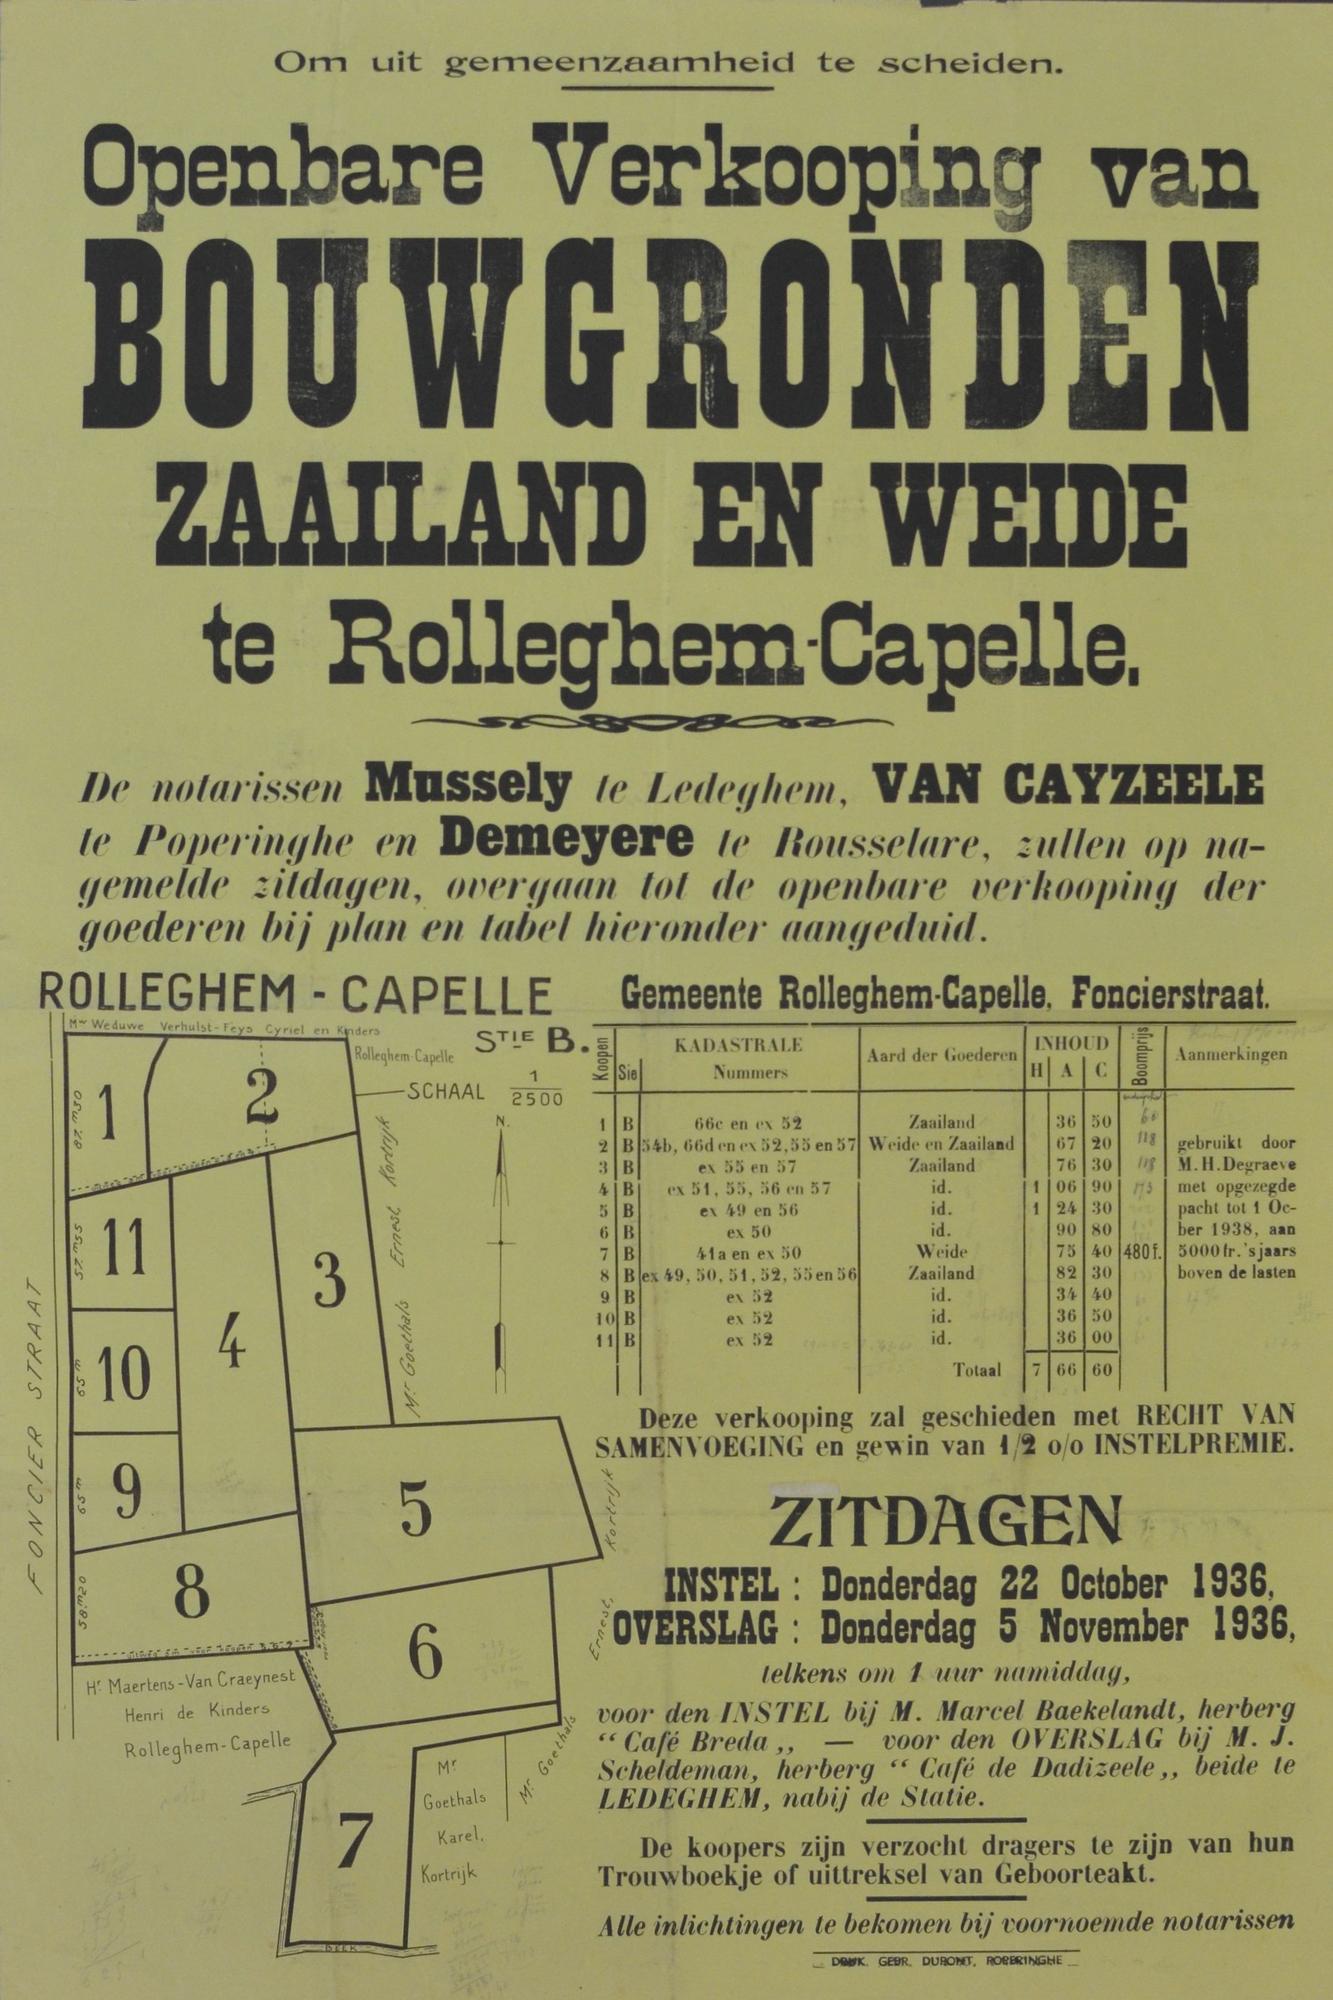 Om uit gemeenzaamheid te scheiden.
Openbare Verkooping van
BOUWGRONDEN
ZAAILAND EN WEIDE
te Rolleghem-Capelle.
De notarissen Mussely te Ledeghem, VAN CAYZEELE
te Poperinghe en Demeyere te Rousselare, zullen op na-
gemelde zitdagen, overgaan tot de openbare verkooping der
goederen bij plan en tabel hieronder aangeduid.
ROLLEGHEM - CAPELLE
Mw Weduwe Verhulst-Feys Cyriel en Kinders
Rolleghem-Capelle
STIE B.
SCHAAL 1/2500
N.
FONCIER STRAAT
1
2
3
4
5
6
7
8
9
10
11
87.m30
57.m55
65m
65m
58.m20
Mr Goethals Ernest Kortrijk
Mr Goethals Ernest, Kortrijk
Hr Maertens-Van Craeynest
Henri de Kinders
Rolleghem-Capelle
Mr
Goethals
Karel,
Kortrijk
BEEK
Gemeente Rolleghem-Capelle, Foncierstraat.
Koopen Sie KADASTRALE Nummers Aard der Goederen INHOUD H A C Boomprijs Aanmerkingen
1 B 66c en ex 52 Zaailand 36 50
2 B 54b, 66d en ex 52, 55 en 57 Weide en Zaailand 67 20 gebruikt door
3 B ex 55 en 57 Zaailand 76 30 M.H.Degraeve
4 B ex 51, 55, 56 en 57 id. 1 06 90 met opgezegde
5 B ex 49 en 56 id. 1 24 30 pacht tot 1 Oc-
6 B ex 50 id. 90 80 ber 1938, aan
7 B 41a en ex 50 Weide 75 40 480 f. 5000 fr. 's jaars
8 B ex 49, 50, 51, 52, 55 en 56 Zaailand 82 30 boven de lasten
9 B ex 52 id. 34 40
10 B ex 52 id. 36 50
11 B ex 52 id. 36 00
Totaal 7 66 60
Deze verkooping zal geschieden met RECHT VAN
SAMENVOEGING en gewin van 1/2 o/o INSTELPREMIE.
ZITDAGEN
INSTEL : Donderdag 22 October 1936,
OVERSLAG : Donderdag 5 November 1936,
telkens om 1 uur namiddag,
voor den INSTEL bij M. Marcel Baekelandt, herberg
“ Café Breda „ — voor den OVERSLAG bij M. J.
Scheldeman, herberg “ Café de Dadizeele „, beide te
LEDEGHEM, nabij de Statie.
De koopers zijn verzocht dragers te zijn van hun
Trouwboekje of uittreksel van Geboorteakt.
Alle inlichtingen te bekomen bij voornoemde notarissen
DRUK. GEBR. DUPONT, POPERINGHE